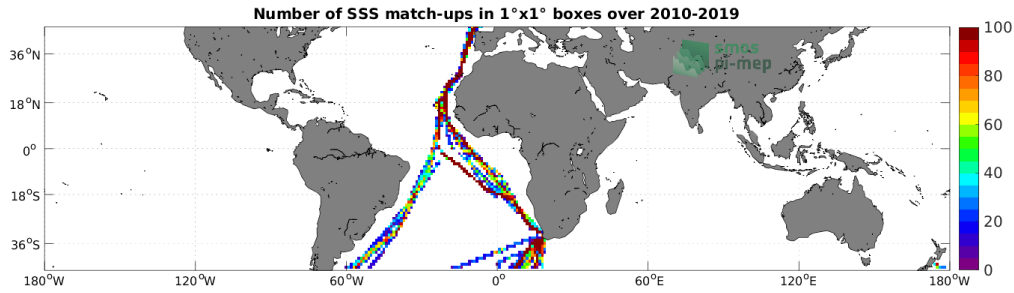 Number of SSS match-ups in 1°x1° boxes over 2010-2019
smos
pi-mep
36°N
18°N
0°
18°S
36°S
180°W
120°W
60°W
0°
60°E
120°E
180°W
100
80
60
40
20
0